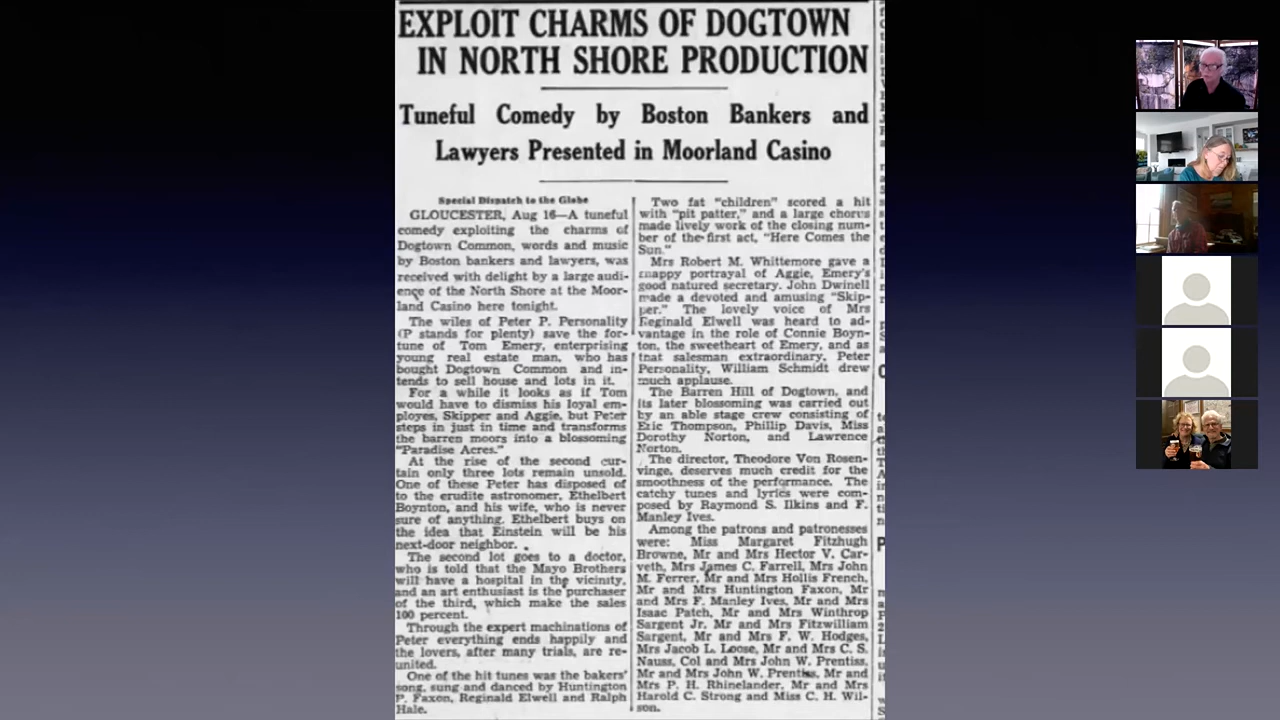 EXPLOIT CHARMS OF DOGTOWN
IN NORTH SHORE PRODUCTION
Tuneful Comedy by Boston Bankers and
Lawyers Presented in Moorland Casino
Special Dispatch to the Globe
GLOUCESTER, Aug 16—A tuneful
comedy exploiting the charms of
Dogtown Common, words and music
by Boston bankers and lawyers, was
received with delight by a large audi-
ence of the North Shore at the Moor-
land Casino here tonight.
The wiles of Peter P. Personality
(P stands for plenty) save the for-
tune of Tom Emery, enterprising
young real estate man, who has
bought Dogtown Common and in-
tends to sell house and lots in it.
For a while it looks as if Tom
would have to dismiss his loyal em-
ployes, Skipper and Aggie, but Peter
steps in just in time and transforms
the barren moors into a blossoming
"Paradise Acres."
At the rise of the second cur-
tain only three lots remain unsold.
One of these Peter has disposed of
to the erudite astronomer, Ethelbert
Boynton, and his wife, who is never
sure of anything. Ethelbert buys on
the idea that Einstein will be his
next-door neighbor.
The second lot goes to a doctor,
who is told that the Mayo Brothers
will have a hospital in the vicinity,
and an art enthusiast is the purchaser
of the third, which make the sales
100 percent.
Through the expert machinations of
Peter everything ends happily and
the lovers, after many trials, are re-
united.
One of the hit tunes was the bakers'
song, sung and danced by Huntington
P. Faxon, Reginald Elwell and Ralph
Hale.
Two fat "children" scored a hit
with "pit patter," and a large chorus
made lively work of the closing num-
ber of the first act, "Here Comes the
Sun."
Mrs Robert M. Whittemore gave a
snappy portrayal of Aggie, Emery's
good natured secretary. John Dwinell
made a devoted and amusing "Skip-
per." The lovely voice of Mrs
Reginald Elwell was heard to ad-
vantage in the role of Connie Boyn-
ton, the sweetheart of Emery, and as
that salesman extraordinary, Peter
Personality, William Schmidt drew
much applause.
The Barren Hill of Dogtown, and
its later blossoming was carried out
by an able stage crew consisting of
Eric Thompson, Phillip Davis, Miss
Dorothy Norton, and Lawrence
Norton.
The director, Theodore Von Rosen-
vinge, deserves much credit for the
smoothness of the performance. The
catchy tunes and lyrics were com-
posed by Raymond S. Ilkins and F.
Manley Ives.
Among the patrons and patronesses
were: Miss Margaret Fitzhugh
Browne, Mr and Mrs Hector V. Car-
veth, Mrs James C. Farrell, Mrs John
M. Ferrer, Mr and Mrs Hollis French,
Mr and Mrs Huntington Faxon, Mr
and Mrs F. Manley Ives, Mr and Mrs
Isaac Patch, Mr and Mrs Winthrop
Sargent Jr, Mr and Mrs Fitzwilliam
Sargent, Mr and Mrs F. W. Hodges,
Mrs Jacob L. Loose, Mr and Mrs C. S.
Nauss, Col and Mrs John W. Prentiss,
Mr and Mrs John W. Prentiss, Mr and
Mrs P. H. Rhinelander, Mr and Mrs
Harold C. Strong and Miss C. H. Wil-
son.